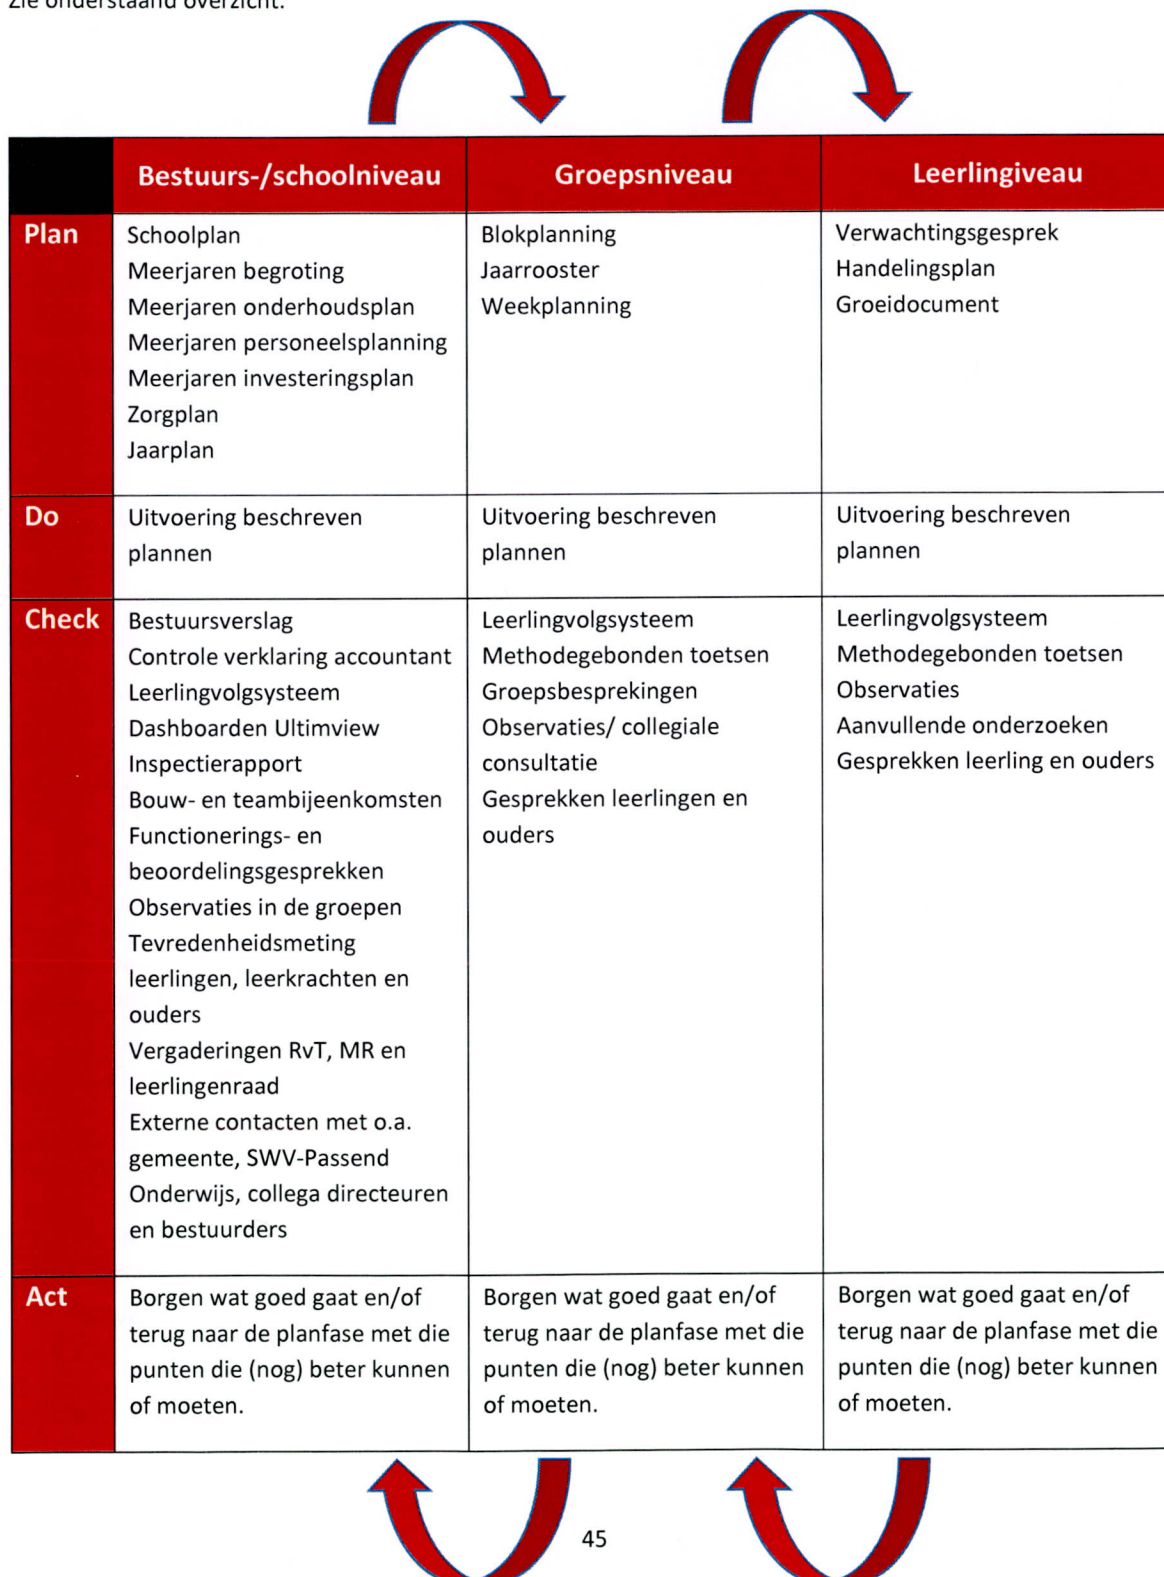 Zie onderstaand overzicht.
Bestuurs-/schoolniveau
Groepsniveau
Leerlingiveau
Plan
Schoolplan
Meerjaren begroting
Meerjaren onderhoudsplan
Meerjaren personeelsplanning
Meerjaren investeringsplan
Zorgplan
Jaarplan
Blokplanning
Jaarrooster
Weekplanning
Verwachtingsgesprek
Handelingsplan
Groeidocument
Do
Uitvoering beschreven
plannen
Uitvoering beschreven
plannen
Uitvoering beschreven
plannen
Check
Bestuursverslag
Controle verklaring accountant
Leerlingvolgsysteem
Dashboarden Ultimview
Inspectierapport
Bouw- en teambijeenkomsten
Functionerings- en
beoordelingsgesprekken
Observaties in de groepen
Tevredenheidsmeting
leerlingen, leerkrachten en
ouders
Vergaderingen RvT, MR en
leerlingenraad
Externe contacten met o.a.
gemeente, SWV-Passend
Onderwijs, collega directeuren
en bestuurders
Leerlingvolgsysteem
Methodegebonden toetsen
Groepsbesprekingen
Observaties/ collegiale
consultatie
Gesprekken leerlingen en
ouders
Leerlingvolgsysteem
Methodegebonden toetsen
Observaties
Aanvullende onderzoeken
Gesprekken leerling en ouders
Act
Borgen wat goed gaat en/of
terug naar de planfase met die
punten die (nog) beter kunnen
of moeten.
Borgen wat goed gaat en/of
terug naar de planfase met die
punten die (nog) beter kunnen
of moeten.
Borgen wat goed gaat en/of
terug naar de planfase met die
punten die (nog) beter kunnen
of moeten.
45